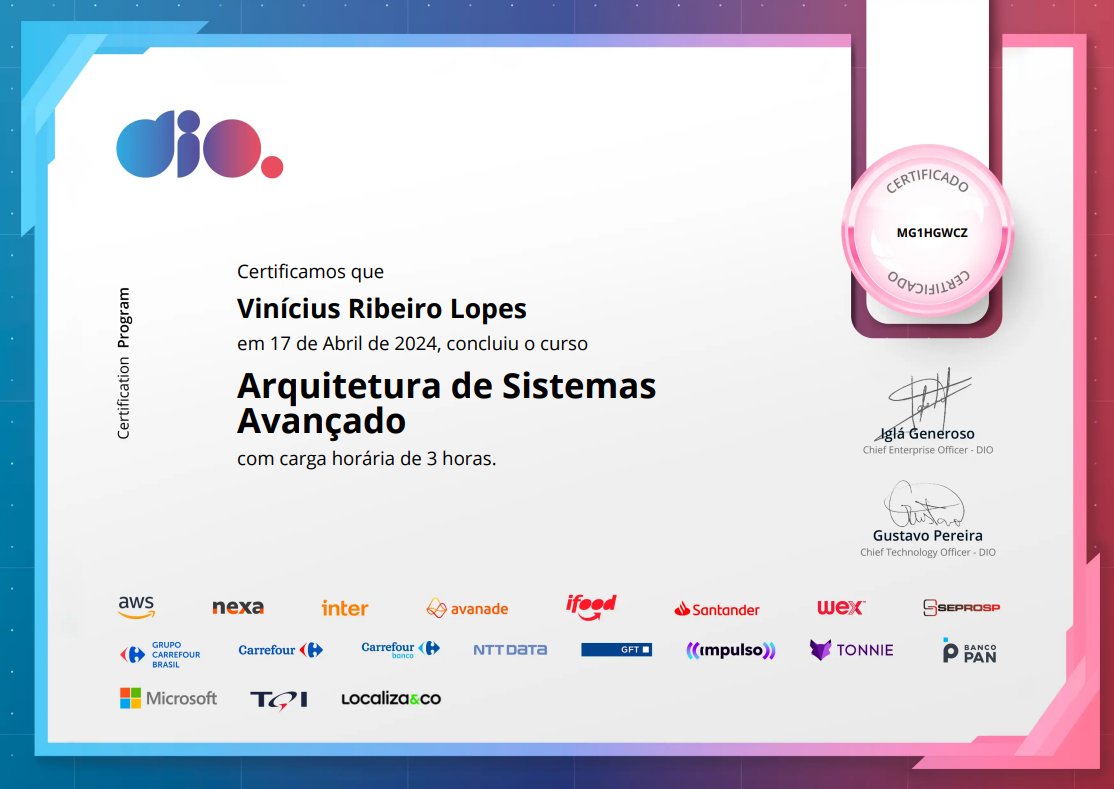 dio.
CERTIFICADO
MG1HGWCZ
CERTIFICADO
Certification Program
Certificamos que
Vinícius Ribeiro Lopes
em 17 de Abril de 2024, concluiu o curso
Arquitetura de Sistemas
Avançado
com carga horária de 3 horas.
Iglá Generoso
Chief Enterprise Officer - DIO
Gustavo
Gustavo Pereira
Chief Technology Officer - DIO
aws nexa inter avanade ifood Santander wex SEPROSP
GRUPO
CARREFOUR
BRASIL
Carrefour
Carrefour
banco
NTT DATA
GFT
impulso
TONNIE
BANCO
PAN
Microsoft TQI Localiza&co